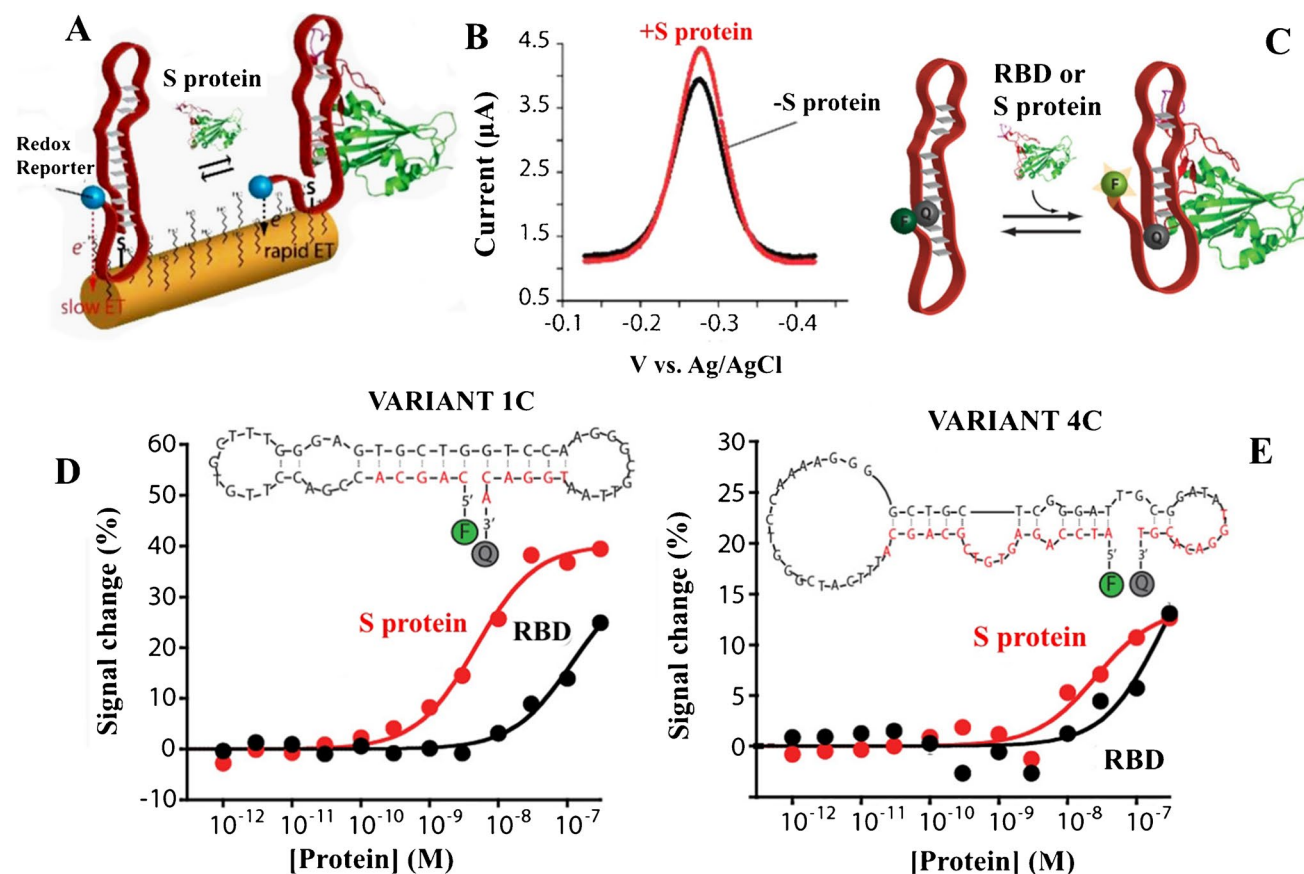 A
S protein
Redox
Reporter
S
S
e-
e
rapid ET
slow ET
B
+S protein
-S protein
4.5
3.5
2.5
1.5
0.5
Current (µA)
-0.1
-0.2
-0.3
-0.4
V vs. Ag/AgCl
C
RBD or
S protein
F
Q
F
Q
VARIANT 1C
D
60
50
40
30
20
10
0
-10
Signal change (%)
5'
3'
F
Q
S protein
RBD
10-12
10-11
10-10
10-9
10-8
10-7
[Protein] (M)
VARIANT 4C
E
30
25
20
15
10
5
0
Signal change (%)
5'
3'
F
Q
S protein
RBD
10-12
10-11
10-10
10-9
10-8
10-7
[Protein] (M)